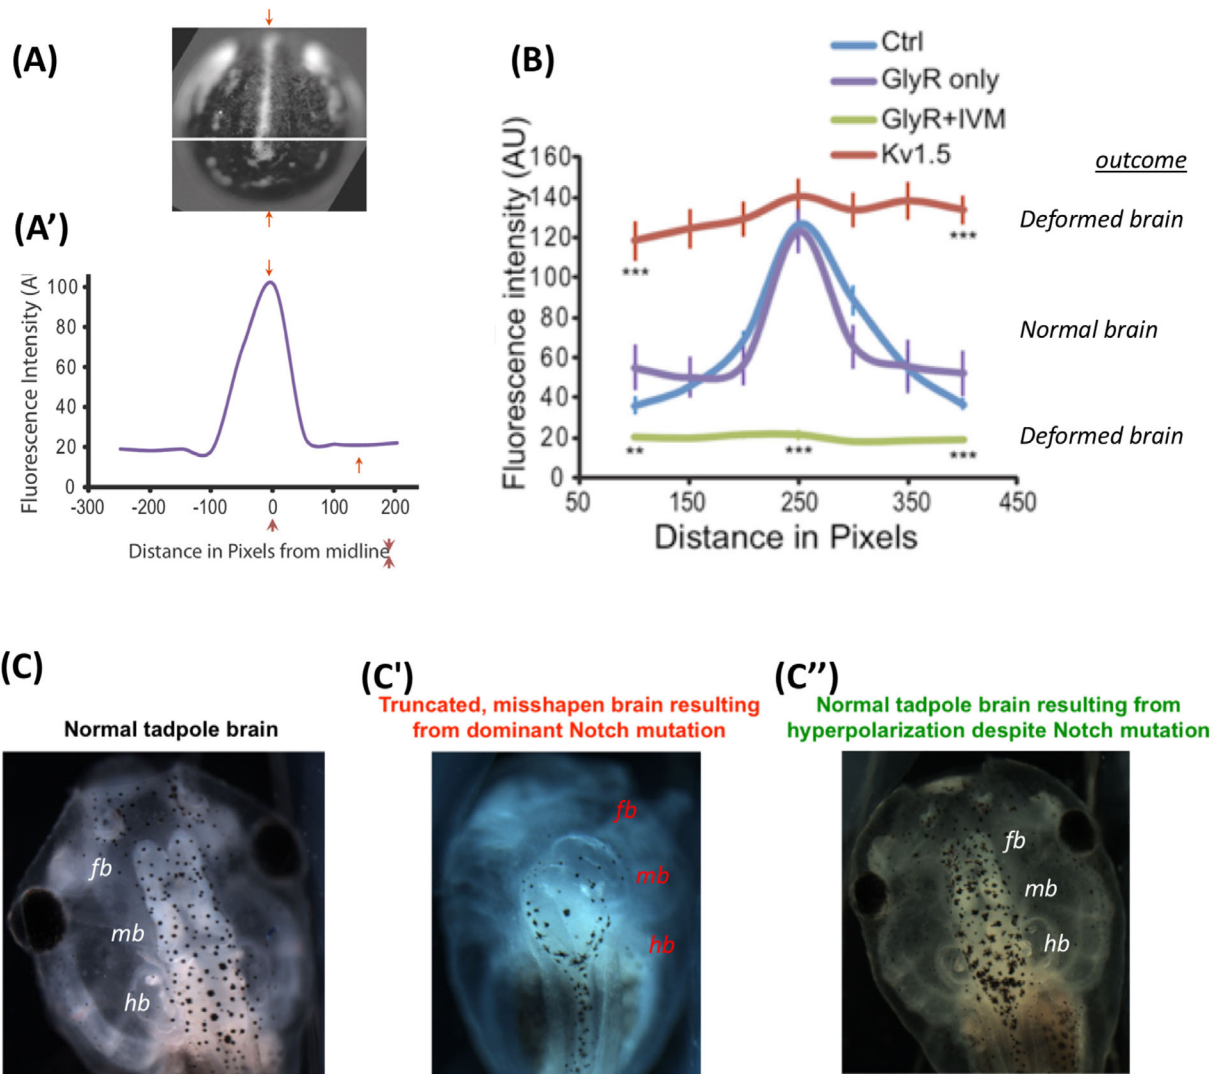 (A)
(A’)
Fluorescence Intensity (A
100
80
60
40
20
0
-300
-200
-100
0
100
200
Distance in Pixels from midline
(B)
Ctrl
GlyR only
GlyR+IVM
Kv1.5
Fluorescence intensity (AU)
160
140
120
100
80
60
40
20
0
***
***
**
***
***
50
150
250
350
450
Distance in Pixels
outcome
Deformed brain
Normal brain
Deformed brain
(C)
Normal tadpole brain
fb
mb
hb
(C')
Truncated, misshapen brain resulting
from dominant Notch mutation
fb
mb
hb
(C’’)
Normal tadpole brain resulting from
hyperpolarization despite Notch mutation
fb
mb
hb